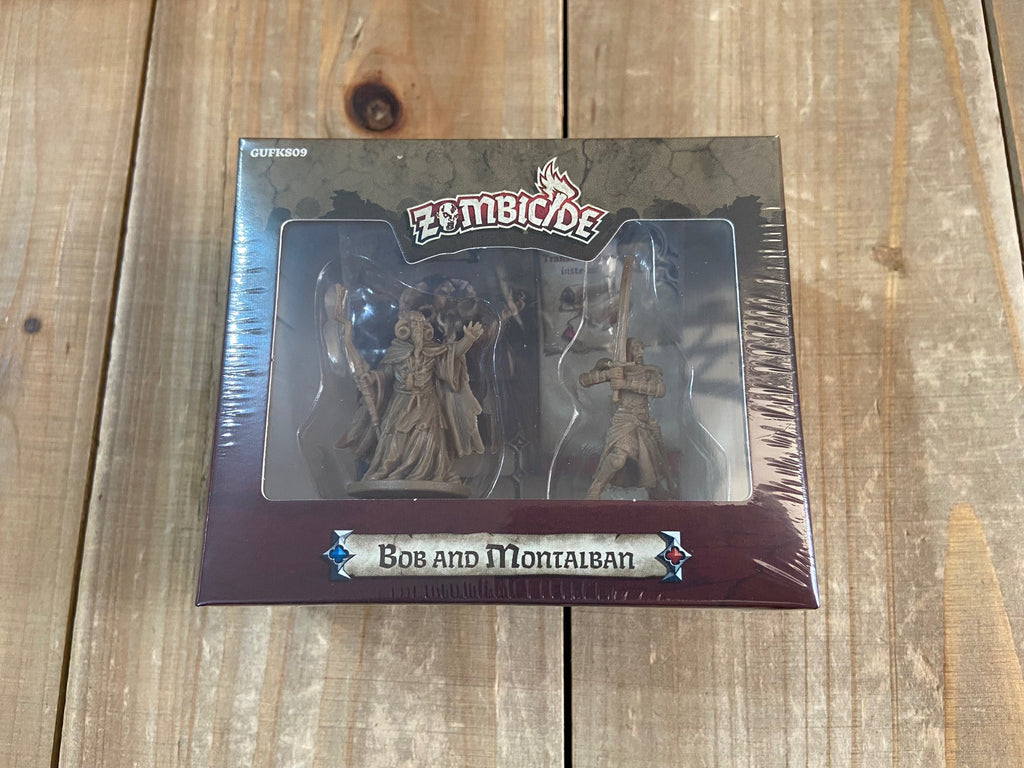 GUFKS09
ZOMBICIDE
BOB AND MONTALBAN